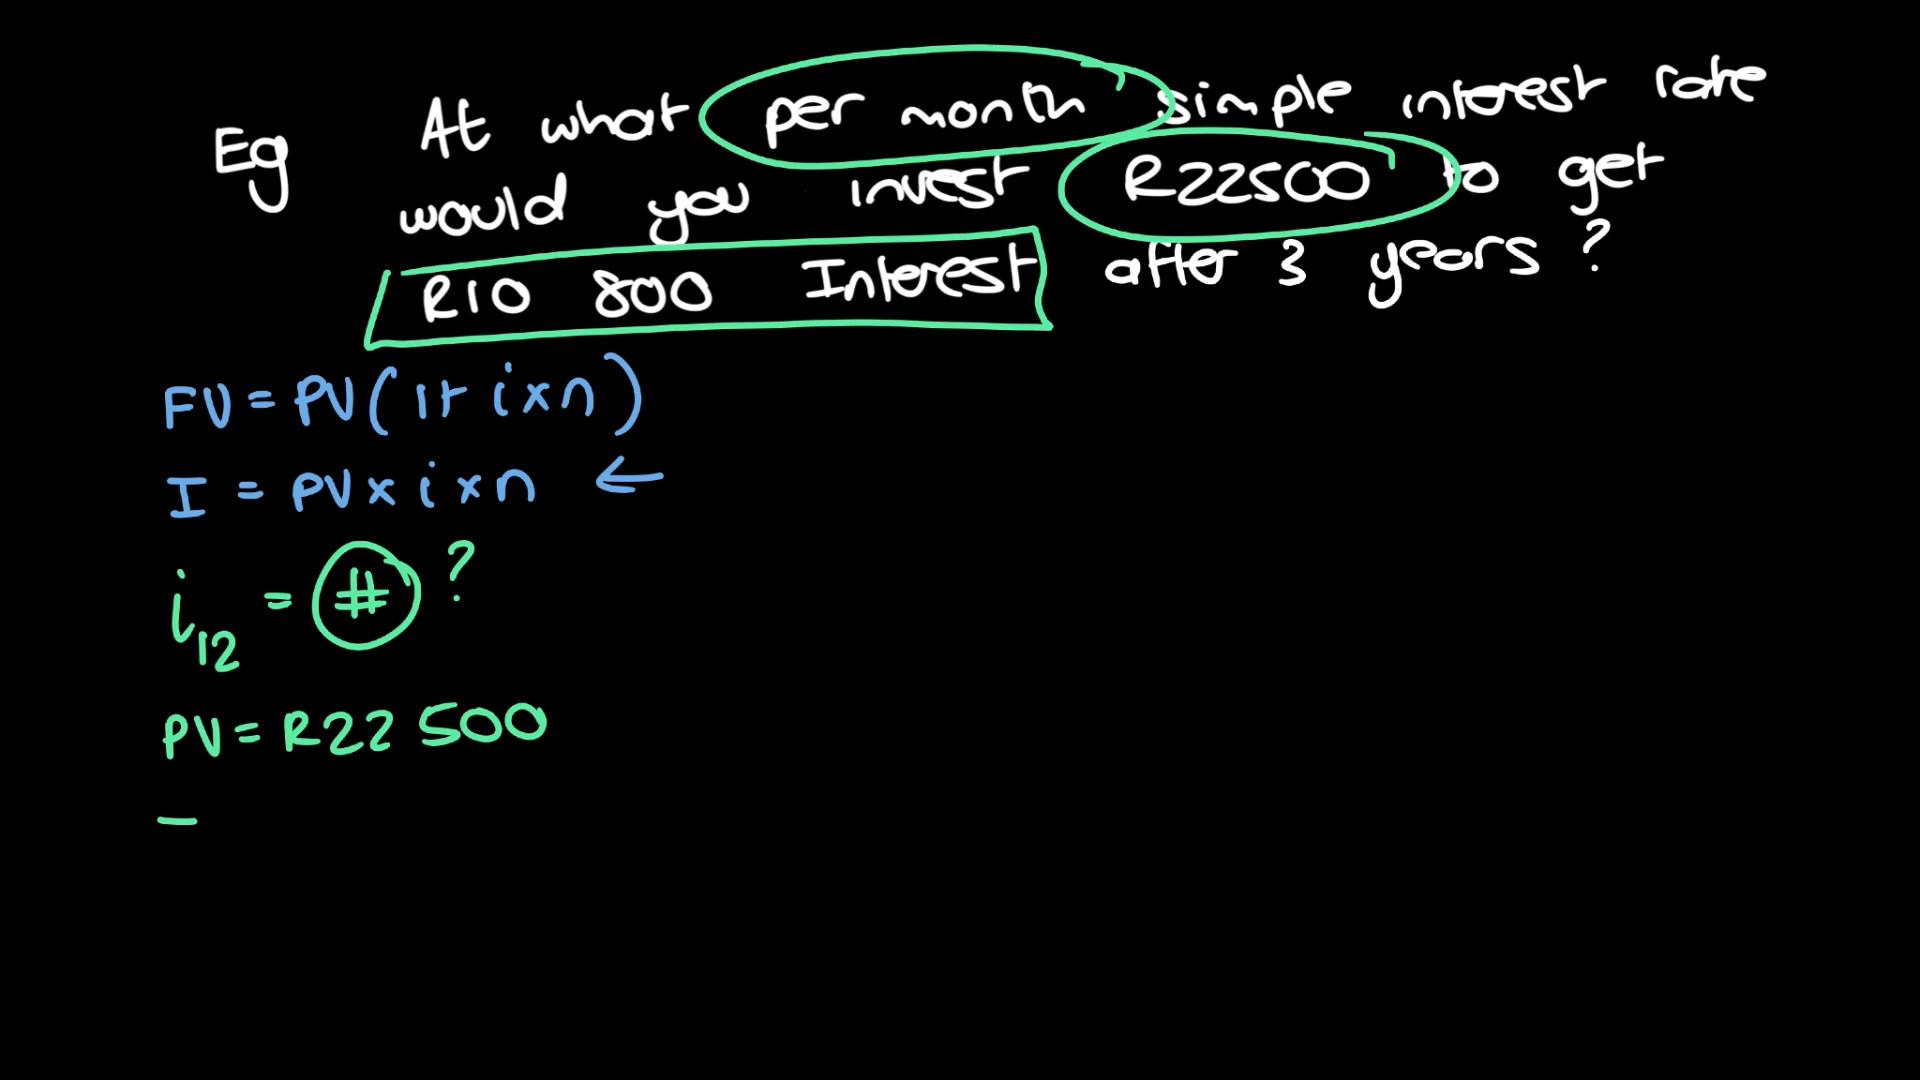 Eg At what per month simple interest rate
would you invest R22500 to get
R10 800 Interest after 3 years ?
FV = PV(1+ i×n)
I = PV× i ×n ←
i12 = # ?
PV= R22 500